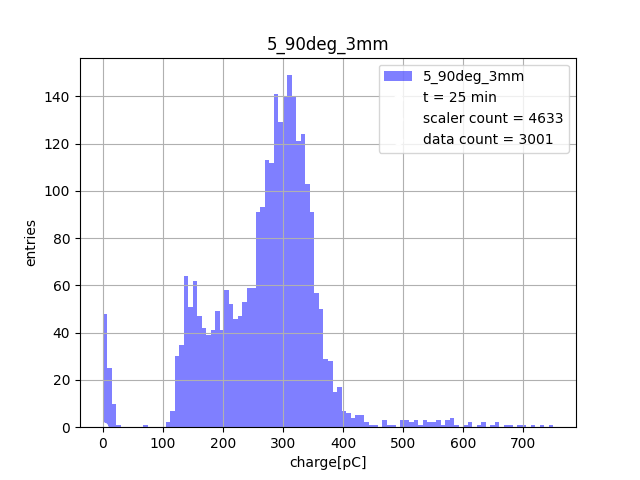 5_90deg_3mm
5_90deg_3mm
t = 25 min
scaler count = 4633
data count = 3001
140
120
100
80
60
40
20
0
entries
0 100 200 300 400 500 600 700
charge[pC]